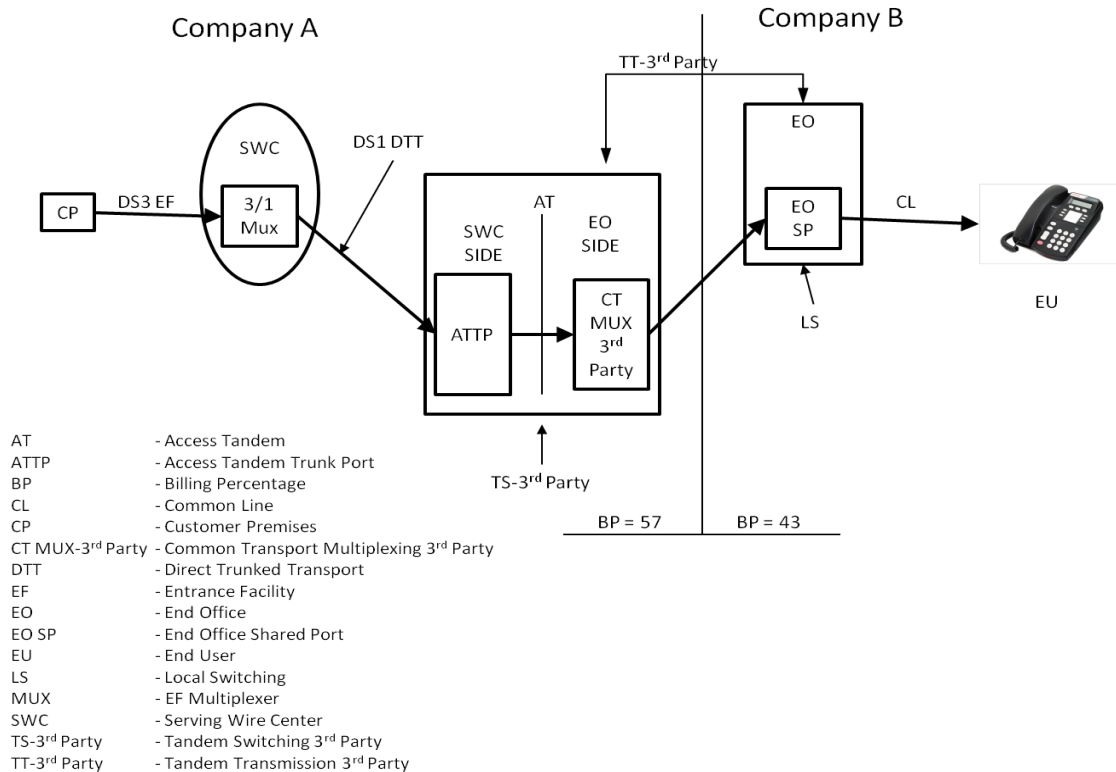 Company A
Company B
TT-3rd Party
EO
SWC
DS1 DTT
CP
DS3 EF
3/1
Mux
AT
SWC
SIDE
EO
SIDE
EO
SP
CL
EU
ATTP
CT
MUX
3rd
Party
LS
TS-3rd Party
BP = 57
BP = 43
AT - Access Tandem
ATTP - Access Tandem Trunk Port
BP - Billing Percentage
CL - Common Line
CP - Customer Premises
CT MUX-3rd Party - Common Transport Multiplexing 3rd Party
DTT - Direct Trunked Transport
EF - Entrance Facility
EO - End Office
EO SP - End Office Shared Port
EU - End User
LS - Local Switching
MUX - EF Multiplexer
SWC - Serving Wire Center
TS-3rd Party - Tandem Switching 3rd Party
TT-3rd Party - Tandem Transmission 3rd Party